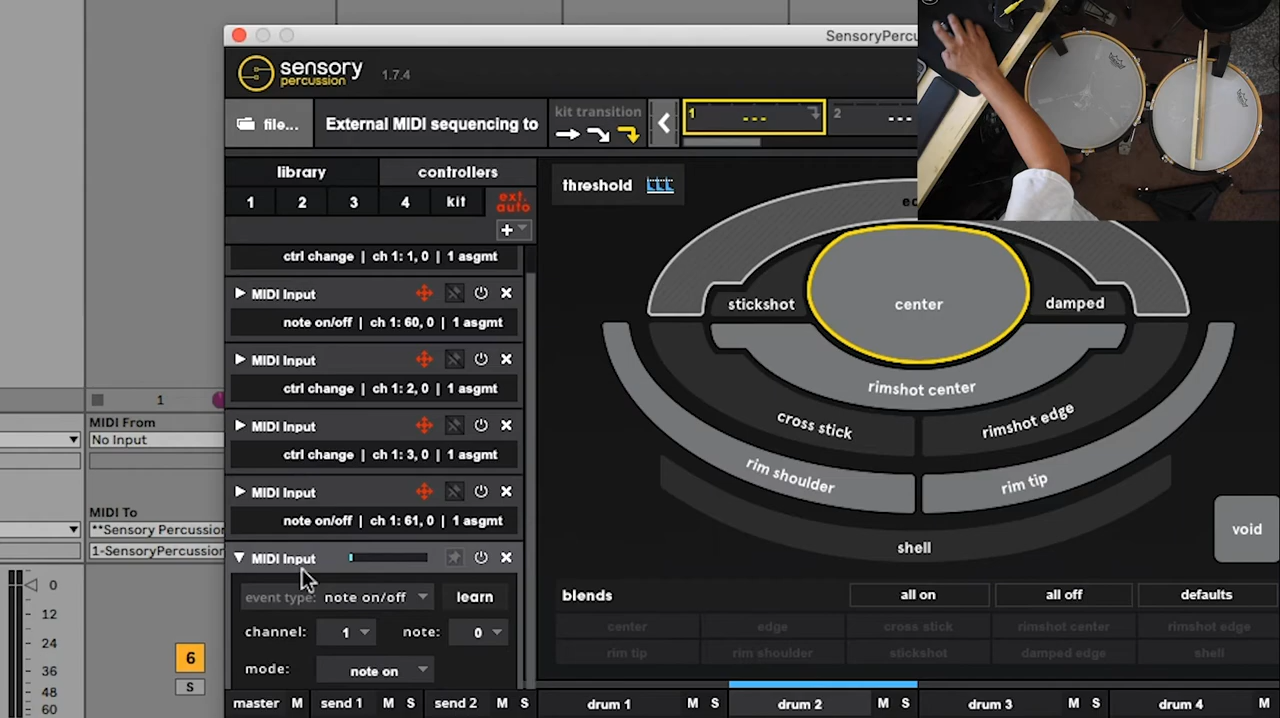 SensoryPercu
sensory
percussion
1.7.4
file...
External MIDI sequencing to
kit transition
1
---
2
---
library
controllers
1
2
3
4
kit
ext.
auto
+
threshold
ctrl change | ch 1: 1, 0 | 1 asgmt
MIDI Input
note on/off | ch 1: 60, 0 | 1 asgmt
MIDI Input
ctrl change | ch 1: 2, 0 | 1 asgmt
MIDI Input
ctrl change | ch 1: 3, 0 | 1 asgmt
MIDI Input
note on/off | ch 1: 61, 0 | 1 asgmt
MIDI Input
event type: note on/off
learn
channel: 1
note: 0
mode: note on
stickshot
center
damped
rimshot center
cross stick
rimshot edge
rim shoulder
rim tip
shell
void
blends
all on
all off
defaults
center
edge
cross stick
rimshot center
rimshot edge
rim tip
rim shoulder
stickshot
damped edge
shell
master M
send 1 M S
send 2 M S
drum 1 M S
drum 2 M S
drum 3 M S
drum 4 M
1
MIDI From
No Input
MIDI To
**Sensory Percussion
1-SensoryPercussion
0
12
24
36
48
60
6
S